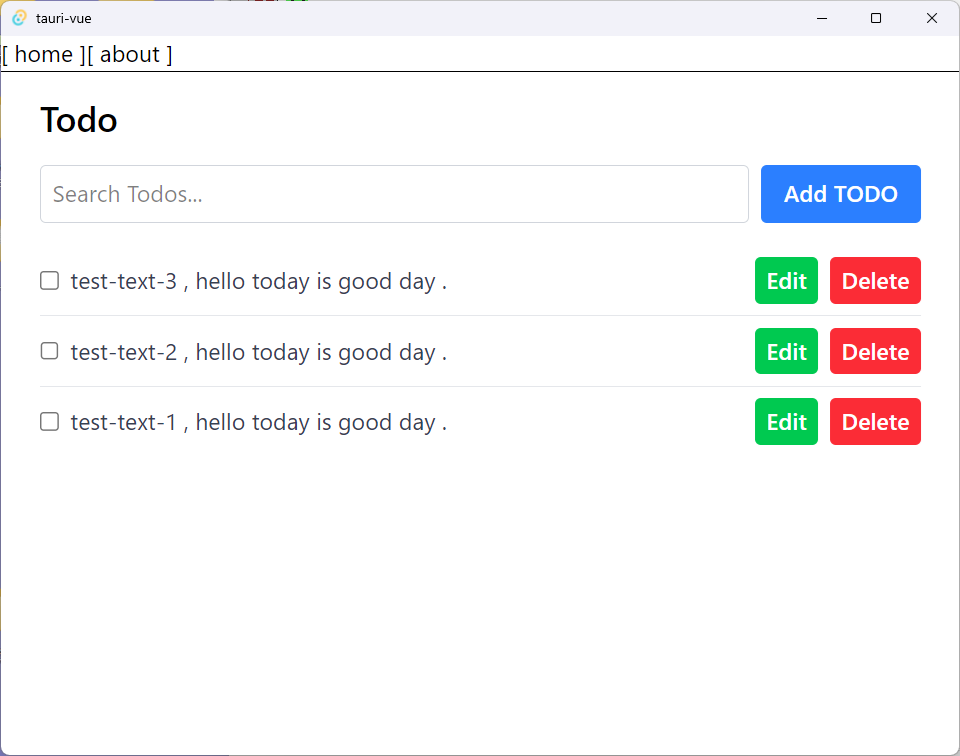 tauri-vue
[ home ][ about ]
Todo
Search Todos...
Add TODO
test-text-3 , hello today is good day .
Edit
Delete
test-text-2 , hello today is good day .
Edit
Delete
test-text-1 , hello today is good day .
Edit
Delete